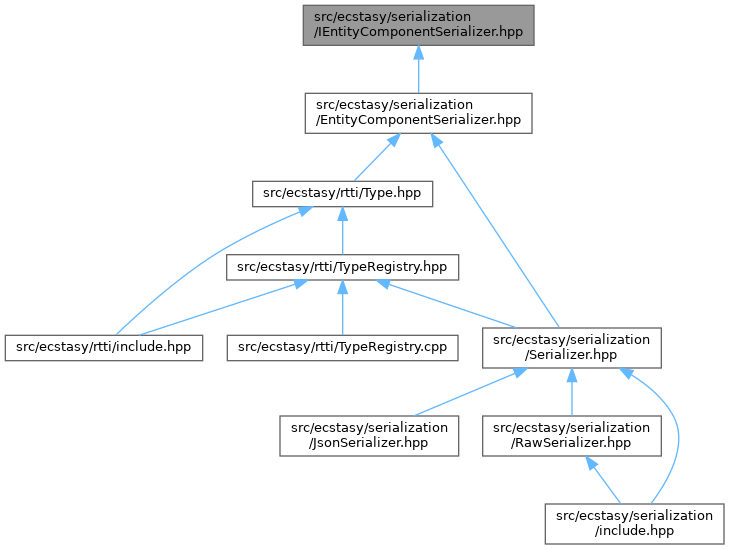 src/ecstasy/serialization
/IEntityComponentSerializer.hpp
src/ecstasy/serialization
/EntityComponentSerializer.hpp
src/ecstasy/rtti/Type.hpp
src/ecstasy/rtti/TypeRegistry.hpp
src/ecstasy/rtti/include.hpp
src/ecstasy/rtti/TypeRegistry.cpp
src/ecstasy/serialization
/Serializer.hpp
src/ecstasy/serialization
/JsonSerializer.hpp
src/ecstasy/serialization
/RawSerializer.hpp
src/ecstasy/serialization
/include.hpp